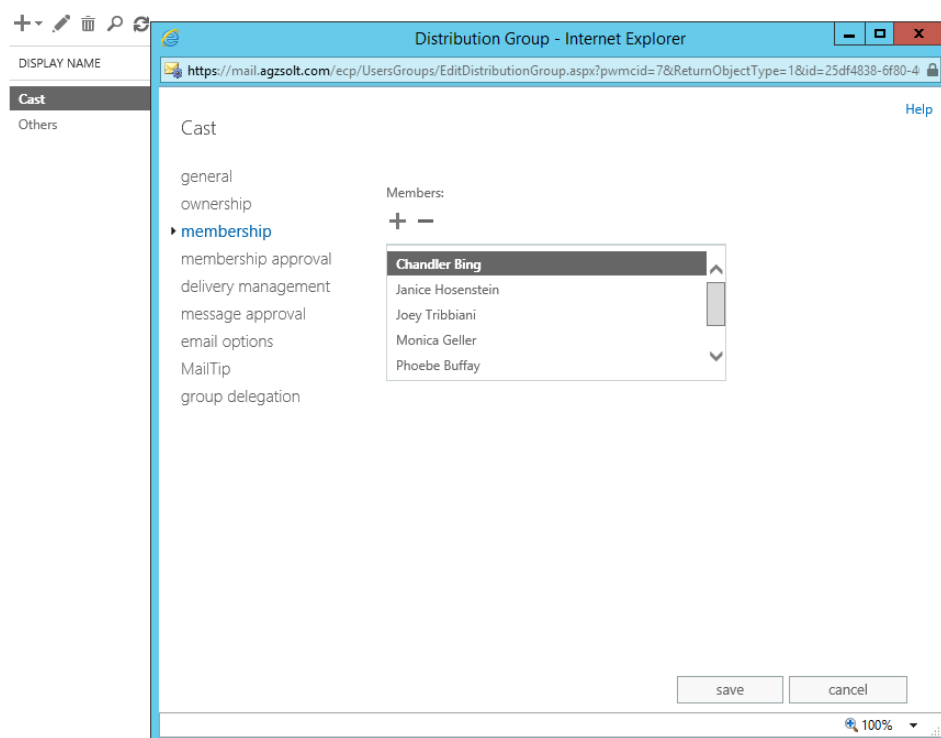 DISPLAY NAME
Cast
Others
Distribution Group - Internet Explorer
https://mail.agzsolt.com/ecp/UsersGroups/EditDistributionGroup.aspx?pwmcid=7&ReturnObjectType=1&id=25df4838-6f80-4
Help
Cast
general
ownership
membership
membership approval
delivery management
message approval
email options
MailTip
group delegation
Members:
Chandler Bing
Janice Hosenstein
Joey Tribbiani
Monica Geller
Phoebe Buffay
save
cancel
100%